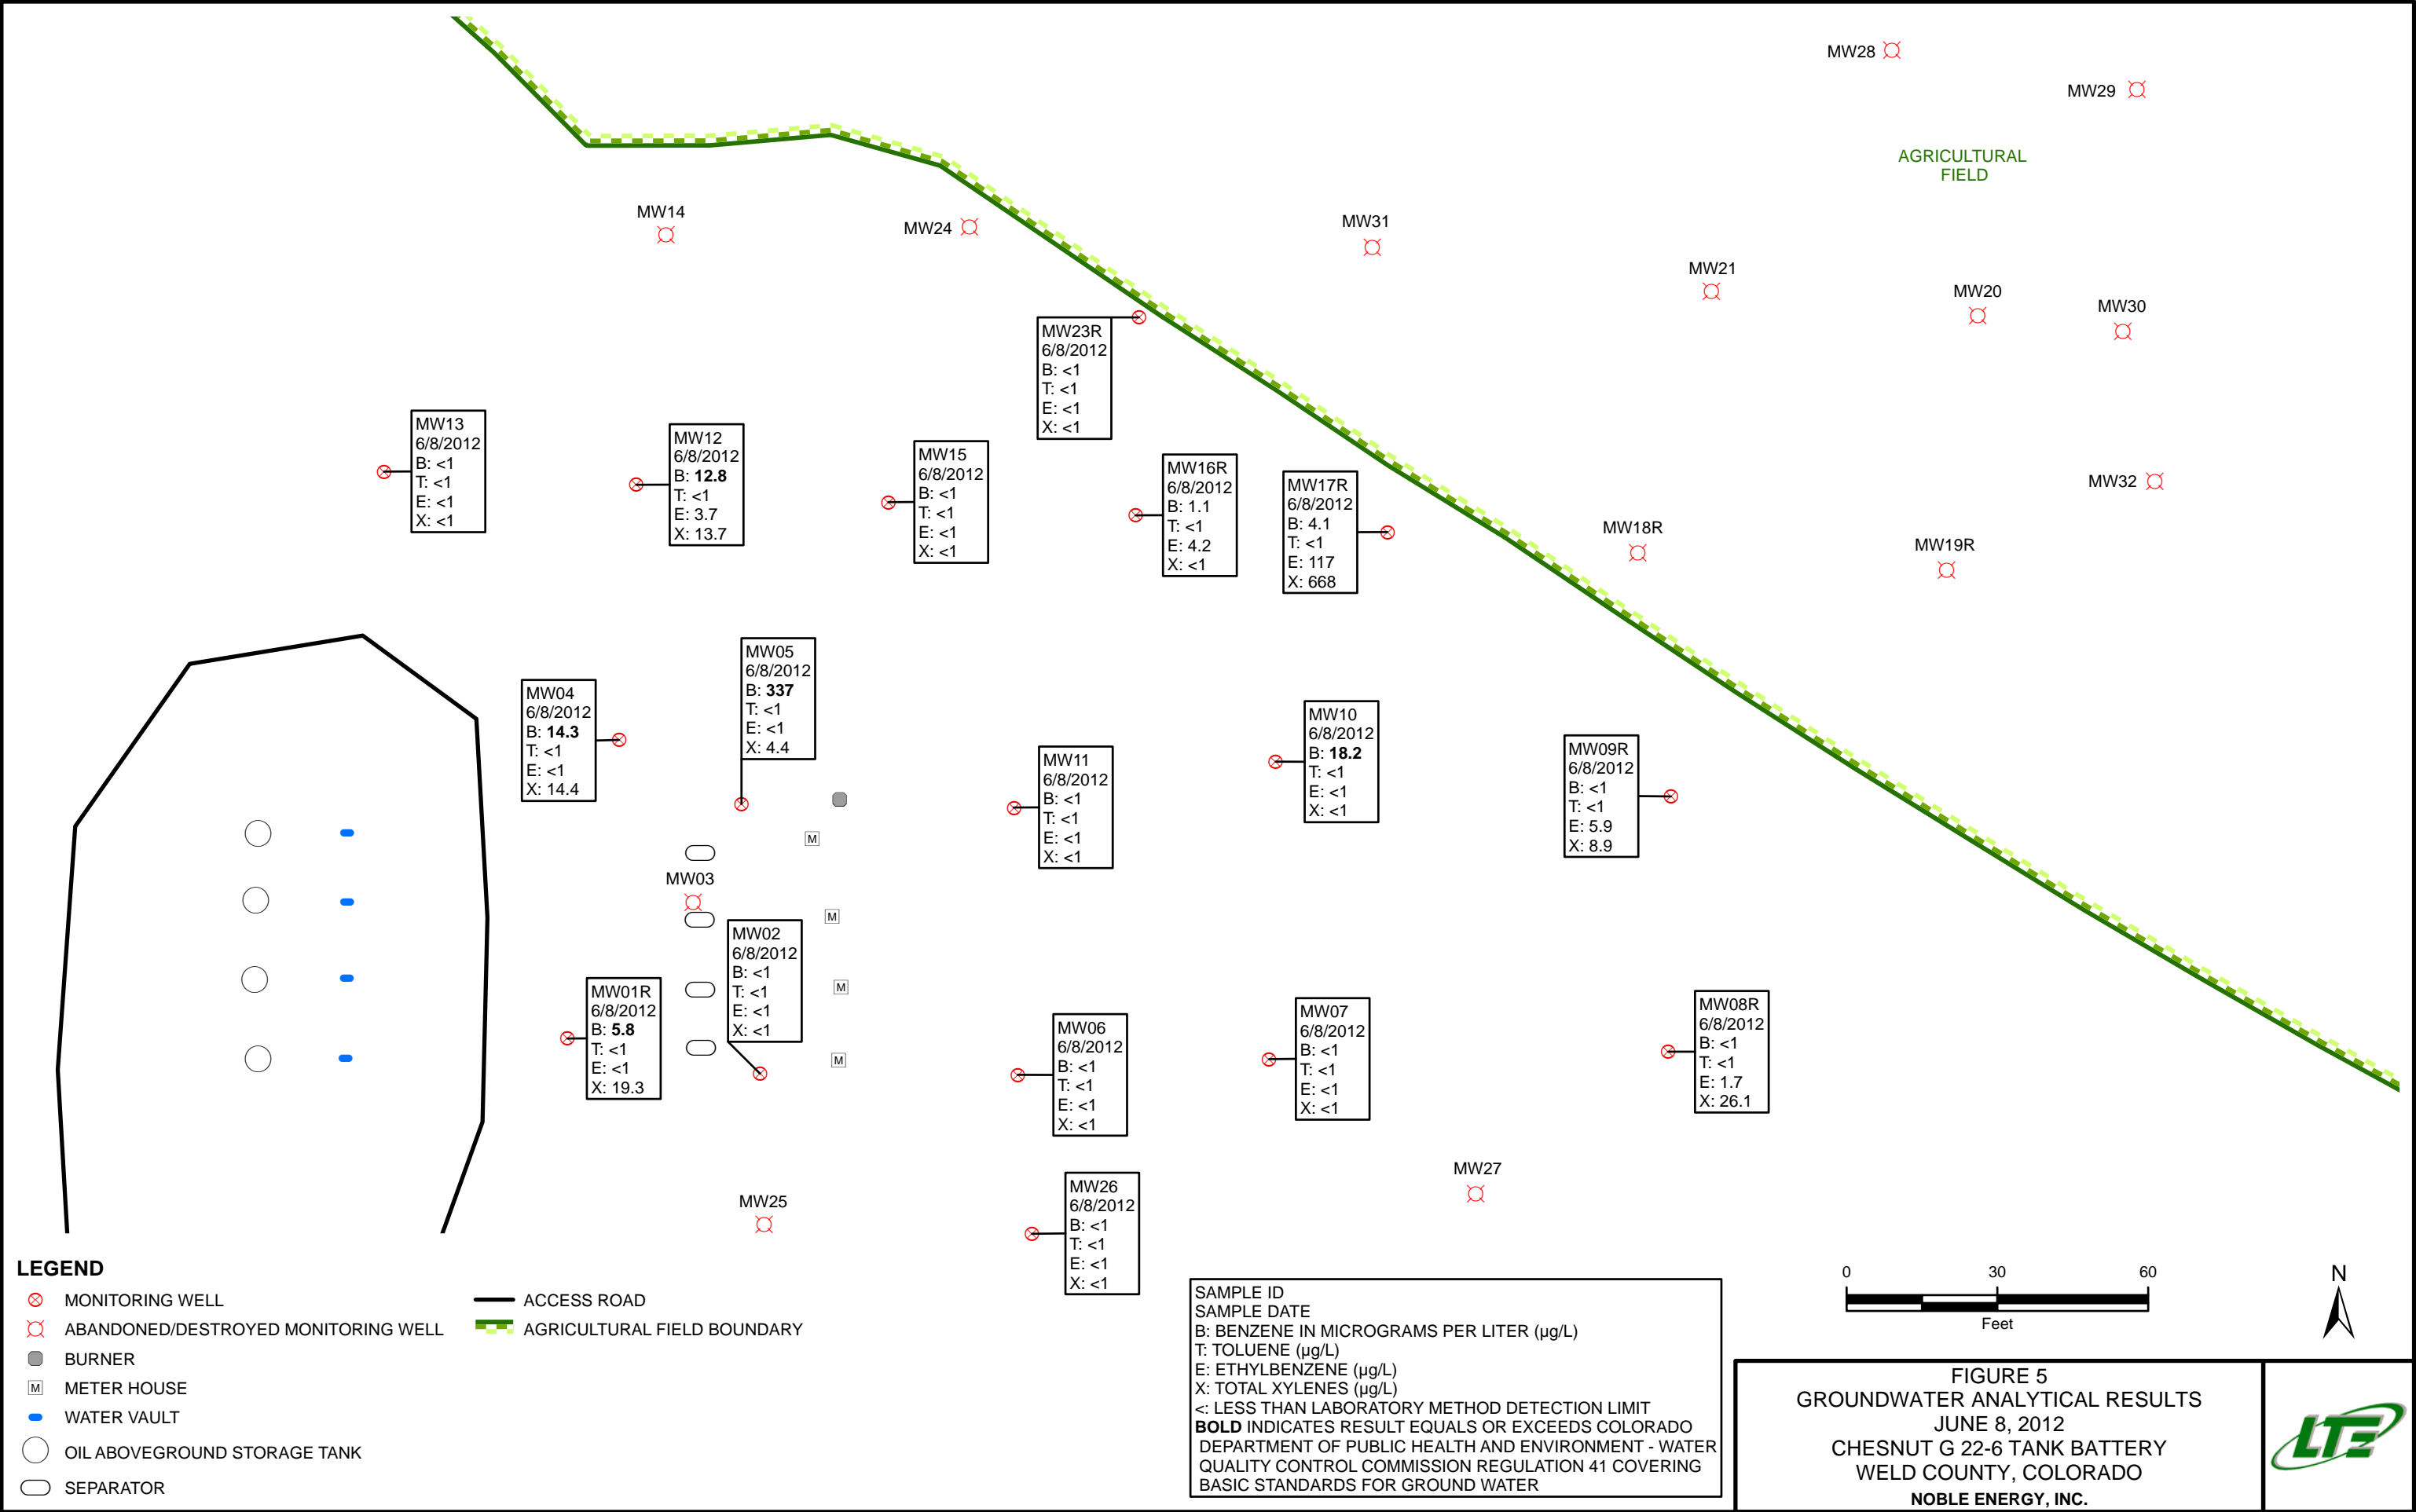 MW28
MW29
AGRICULTURAL
FIELD
MW14
MW24
MW31
MW21
MW20
MW30
MW23R
6/8/2012
B: <1
T: <1
E: <1
X: <1
MW13
6/8/2012
B: <1
T: <1
E: <1
X: <1
MW12
6/8/2012
B: 12.8
T: <1
E: 3.7
X: 13.7
MW15
6/8/2012
B: <1
T: <1
E: <1
X: <1
MW16R
6/8/2012
B: 1.1
T: <1
E: 4.2
X: <1
MW17R
6/8/2012
B: 4.1
T: <1
E: 117
X: 668
MW32
MW18R
MW19R
MW04
6/8/2012
B: 14.3
T: <1
E: <1
X: 14.4
MW05
6/8/2012
B: 337
T: <1
E: <1
X: 4.4
MW11
6/8/2012
B: <1
T: <1
E: <1
X: <1
MW10
6/8/2012
B: 18.2
T: <1
E: <1
X: <1
MW09R
6/8/2012
B: <1
T: <1
E: 5.9
X: 8.9
M
MW03
M
MW02
6/8/2012
B: <1
T: <1
E: <1
X: <1
M
MW01R
6/8/2012
B: 5.8
T: <1
E: <1
X: 19.3
M
MW06
6/8/2012
B: <1
T: <1
E: <1
X: <1
MW07
6/8/2012
B: <1
T: <1
E: <1
X: <1
MW08R
6/8/2012
B: <1
T: <1
E: 1.7
X: 26.1
MW25
MW26
6/8/2012
B: <1
T: <1
E: <1
X: <1
MW27
LEGEND
MONITORING WELL
ABANDONED/DESTROYED MONITORING WELL
BURNER
M METER HOUSE
WATER VAULT
OIL ABOVEGROUND STORAGE TANK
SEPARATOR
ACCESS ROAD
AGRICULTURAL FIELD BOUNDARY
SAMPLE ID
SAMPLE DATE
B: BENZENE IN MICROGRAMS PER LITER (µg/L)
T: TOLUENE (µg/L)
E: ETHYLBENZENE (µg/L)
X: TOTAL XYLENES (µg/L)
<: LESS THAN LABORATORY METHOD DETECTION LIMIT
BOLD INDICATES RESULT EQUALS OR EXCEEDS COLORADO
DEPARTMENT OF PUBLIC HEALTH AND ENVIRONMENT - WATER
QUALITY CONTROL COMMISSION REGULATION 41 COVERING
BASIC STANDARDS FOR GROUND WATER
0 30 60
Feet
N
FIGURE 5
GROUNDWATER ANALYTICAL RESULTS
JUNE 8, 2012
CHESNUT G 22-6 TANK BATTERY
WELD COUNTY, COLORADO
NOBLE ENERGY, INC.
LTE